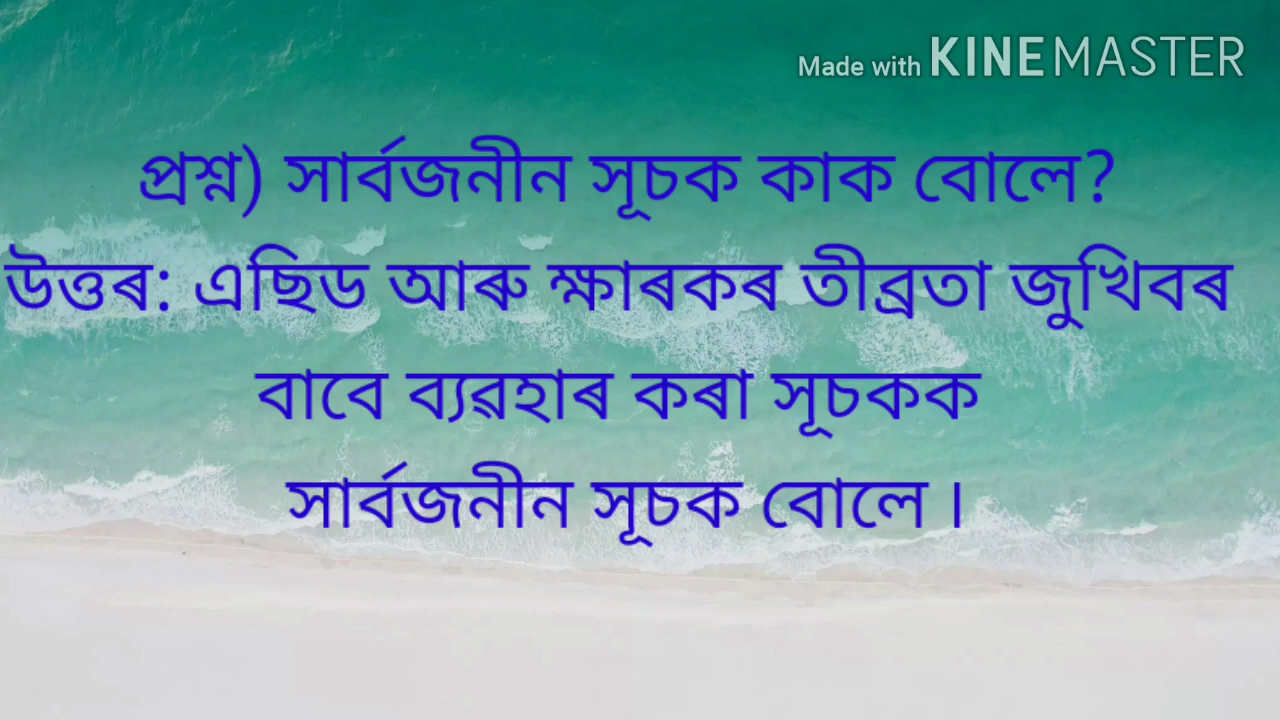 Made with KINEMASTER
প্ৰশ্ন) সাৰ্বজনীন সূচক কাক বোলে?
উত্তৰ: এছিড আৰু ক্ষাৰকৰ তীব্ৰতা জুখিবৰ
বাবে ব্যৱহাৰ কৰা সূচকক
সাৰ্বজনীন সূচক বোলে ।